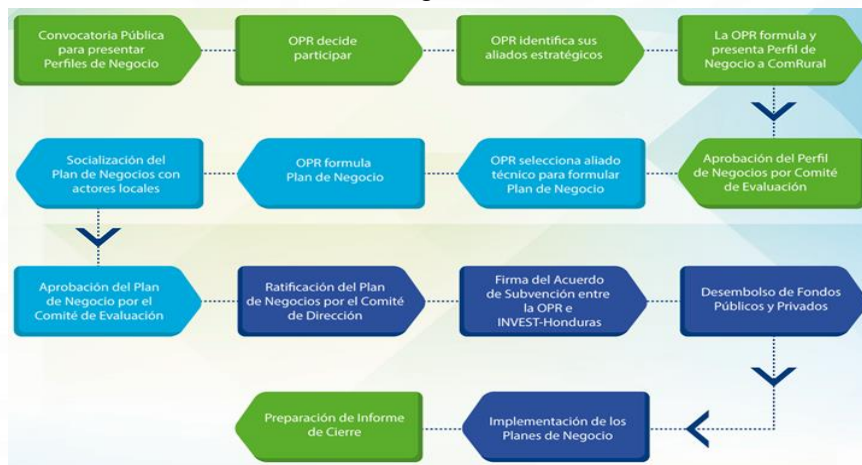 Convocatoria Pública
para presentar
Perfiles de Negocio
OPR decide
participar
OPR identifica sus
aliados estratégicos
La OPR formula y
presenta Perfil de
Negocio a ComRural
Aprobación del Perfil
de Negocios por Comité
de Evaluación
OPR selecciona aliado
técnico para formular
Plan de Negocio
OPR formula
Plan de Negocio
Socialización del
Plan de Negocios con
actores locales
Aprobación del Plan
de Negocio por el
Comité de Evaluación
Ratificación del Plan
de Negocios por el Comité
de Dirección
Firma del Acuerdo
de Subvención entre
la OPR e
INVEST-Honduras
Desembolso de Fondos
Públicos y Privados
Implementación de los
Planes de Negocio
Preparación de Informe
de Cierre